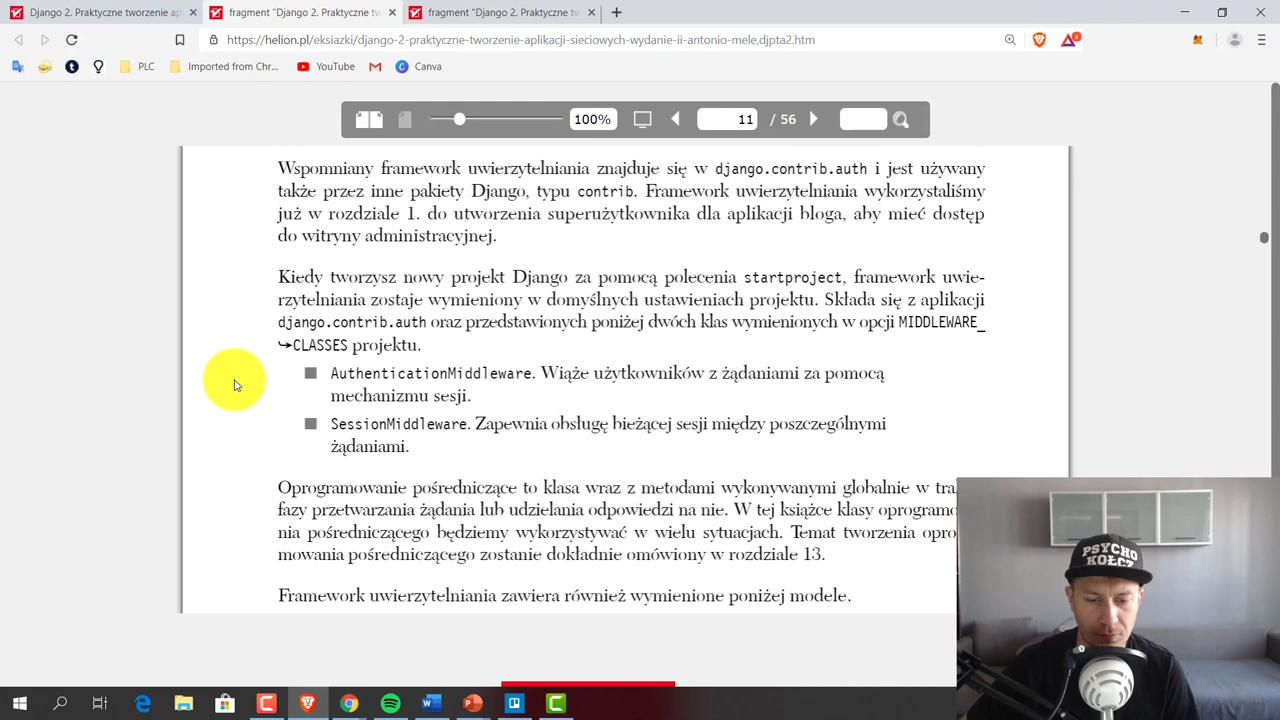 Django 2. Praktyczne tworzenie ap
fragment "Django 2. Praktyczne tw
fragment "Django 2. Praktyczne tw
https://helion.pl/eksiazki/django-2-praktyczne-tworzenie-aplikacji-sieciowych-wydanie-ii-antonio-mele,djpta2.htm
PLC
Imported from Chr...
YouTube
Canva
100%
11 / 56
Wspomniany framework uwierzytelniania znajduje się w django.contrib.auth i jest używany
także przez inne pakiety Django, typu contrib. Framework uwierzytelniania wykorzystaliśmy
już w rozdziale 1. do utworzenia superużytkownika dla aplikacji bloga, aby mieć dostęp
do witryny administracyjnej.
Kiedy tworzysz nowy projekt Django za pomocą polecenia startproject, framework uwie-
rzytelniania zostaje wymieniony w domyślnych ustawieniach projektu. Składa się z aplikacji
django.contrib.auth oraz przedstawionych poniżej dwóch klas wymienionych w opcji MIDDLEWARE_
↪CLASSES projektu.
■ AuthenticationMiddleware. Wiąże użytkowników z żądaniami za pomocą
mechanizmu sesji.
■ SessionMiddleware. Zapewnia obsługę bieżącej sesji między poszczególnymi
żądaniami.
Oprogramowanie pośredniczące to klasa wraz z metodami wykonywanymi globalnie w tra
fazy przetwarzania żądania lub udzielania odpowiedzi na nie. W tej książce klasy oprogramo
nia pośredniczącego będziemy wykorzystywać w wielu sytuacjach. Temat tworzenia opro
mowania pośredniczącego zostanie dokładnie omówiony w rozdziale 13.
Framework uwierzytelniania zawiera również wymienione poniżej modele.
PSYCHO
KOŁCZ